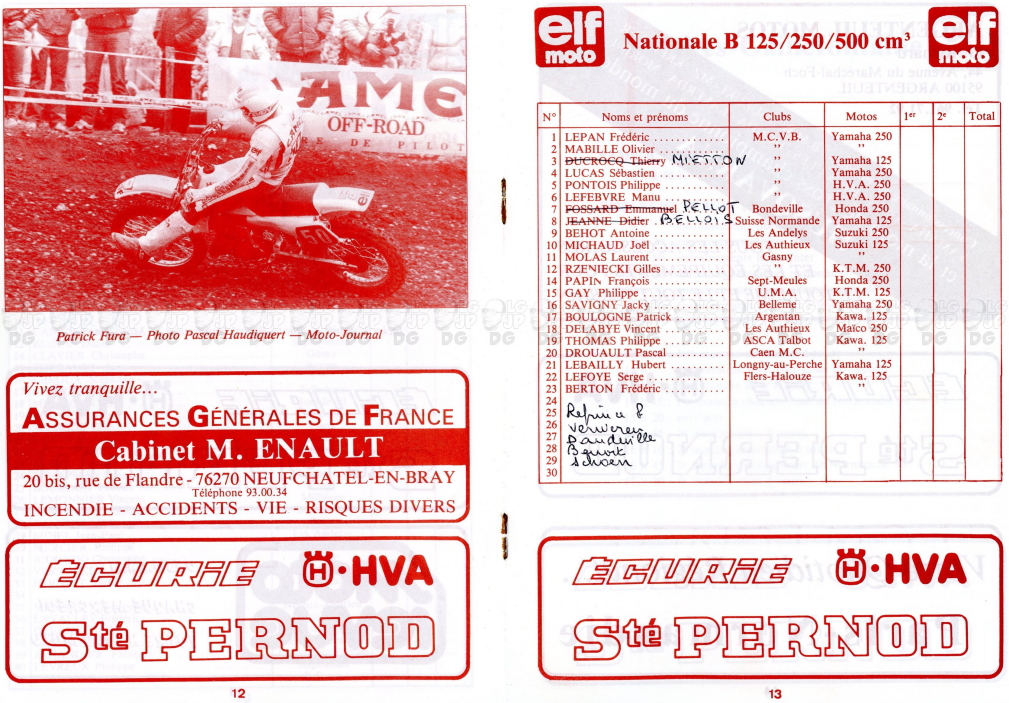 AME
OFF-ROAD
E DE PILOT
Patrick Fura — Photo Pascal Haudiquert — Moto-Journal
Vivez tranquille...
ASSURANCES GÉNÉRALES DE FRANCE
Cabinet M. ENAULT
20 bis, rue de Flandre - 76270 NEUFCHATEL-EN-BRAY
Téléphone 93.00.34
INCENDIE - ACCIDENTS - VIE - RISQUES DIVERS
ÉCURIE H·HVA
Sté PERNOD
12
elf moto
Nationale B 125/250/500 cm³
elf moto
N° Noms et prénoms Clubs Motos 1er 2e Total
1 LEPAN Frédéric .......... M.C.V.B. Yamaha 250
2 MABILLE Olivier .......... " "
3 DUCROCQ Thierry MIETTON " Yamaha 125
4 LUCAS Sébastien .......... " Yamaha 250
5 PONTOIS Philippe .......... " H.V.A. 250
6 LEFEBVRE Manu .......... " H.V.A. 250
7 FOSSARD Emmanuel PELLOT Bondeville Honda 250
8 JEANNE Didier . BELLOIS Suisse Normande Yamaha 125
9 BEHOT Antoine .......... Les Andelys Suzuki 250
10 MICHAUD Joël .......... Les Authieux Suzuki 125
11 MOLAS Laurent .......... Gasny "
12 RZENIECKI Gilles .......... " K.T.M. 250
14 PAPIN François .......... Sept-Meules Honda 250
15 GAY Philippe .......... U.M.A. K.T.M. 125
16 SAVIGNY Jacky .......... Belleme Yamaha 250
17 BOULOGNE Patrick .......... Argentan Kawa. 125
18 DELABYE Vincent .......... Les Authieux Maïco 250
19 THOMAS Philippe .......... ASCA Talbot Kawa. 125
20 DROUAULT Pascal .......... Caen M.C. "
21 LEBAILLY Hubert .......... Longny-au-Perche Yamaha 125
22 LEFOYE Serge .......... Flers-Halouze Kawa. 125
23 BERTON Frédéric .......... "
24
25
26
27 Dandeville
28 Benoit
29
30
ÉCURIE H·HVA
Sté PERNOD
13